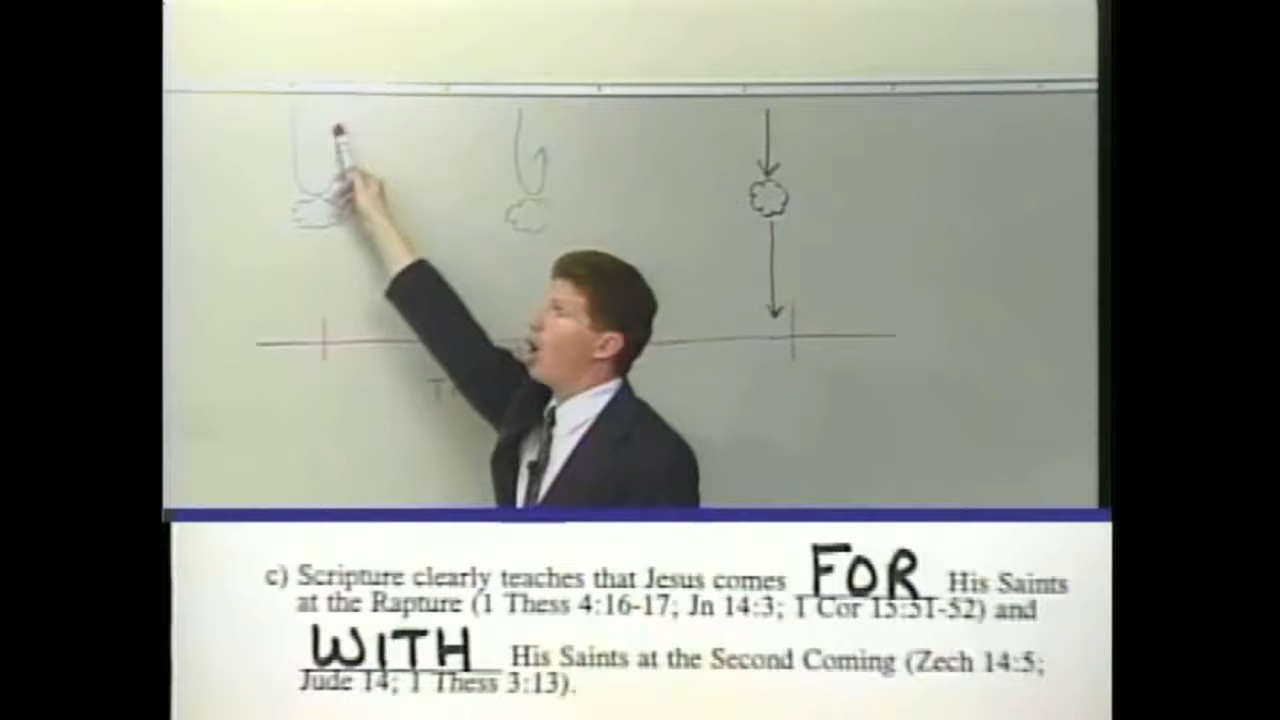 c) Scripture clearly teaches that Jesus comes FOR His Saints
at the Rapture (1 Thess 4:16-17; Jn 14:3; 1 Cor 15:51-52) and
WITH His Saints at the Second Coming (Zech 14:5;
Jude 14; 1 Thess 3:13).